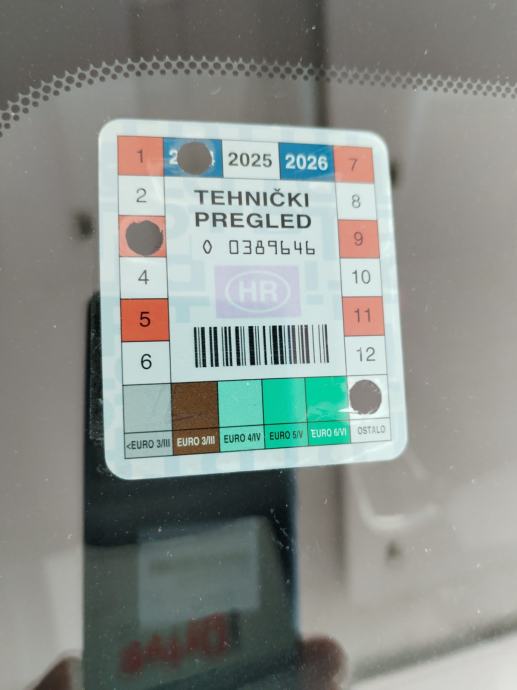 1 2025 2026 7
2 TEHNIČKI 8
PREGLED
9
0 0389646
4 HR 10
5 11
6 12
<EURO 3/III EURO 3/III EURO 4/IV EURO 5/V EURO 6/VI OSTALO